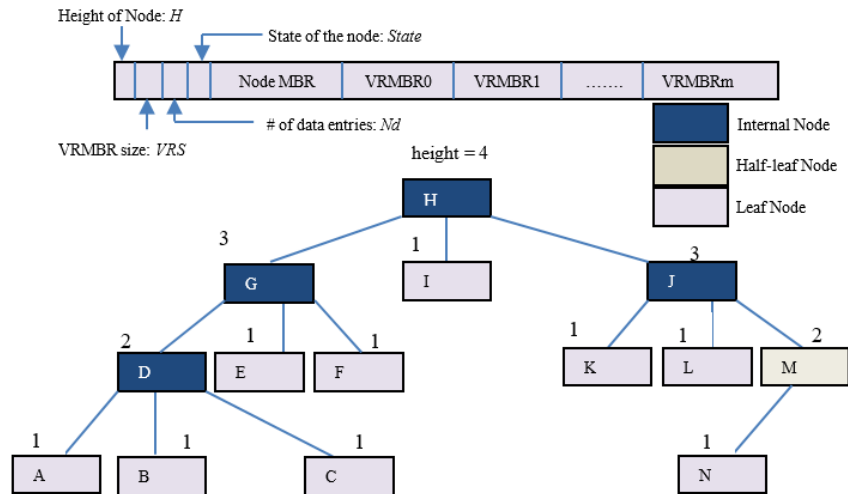 Height of Node: H
State of the node: State
Node MBR VRMBR0 VRMBR1 ....... VRMBRm
# of data entries: Nd
VRMBR size: VRS
Internal Node
Half-leaf Node
Leaf Node
height = 4
H
3 1 3
G I J
2 1 1 1 1 2
D E F K L M
1 1 1 1
A B C N